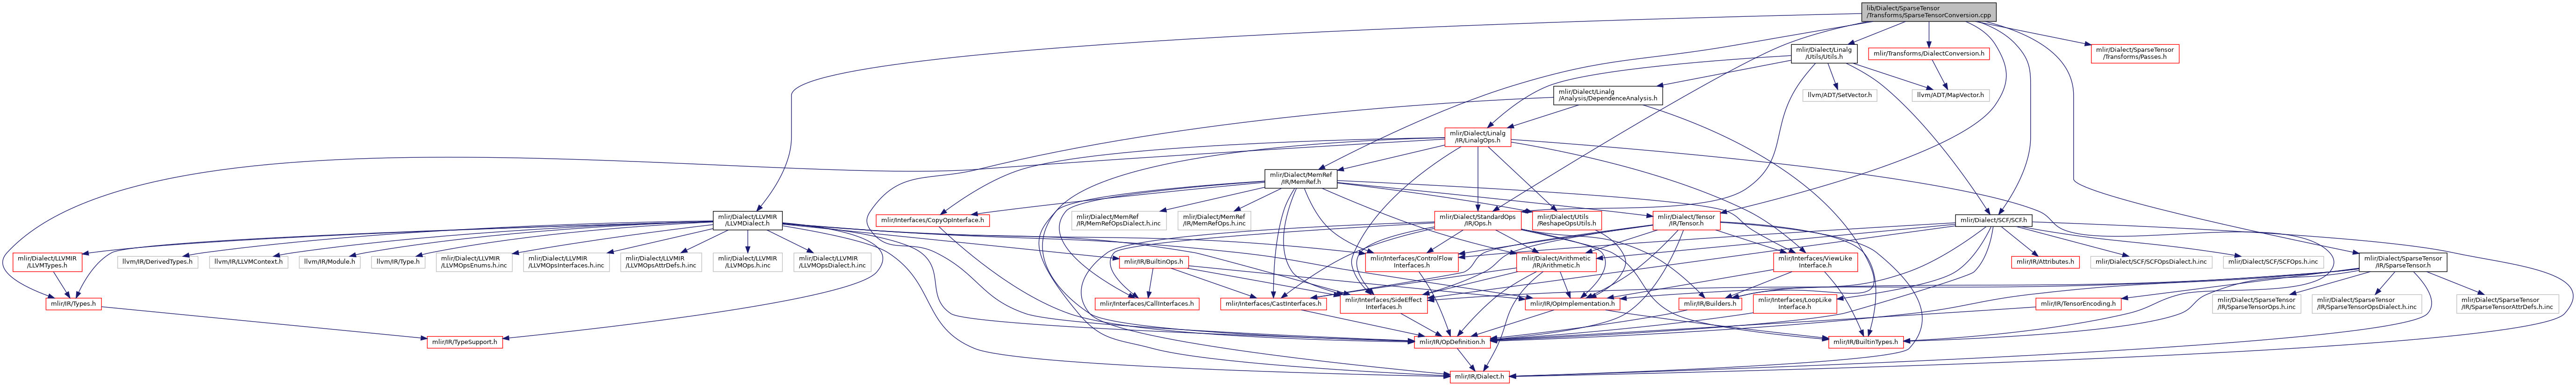 lib/Dialect/SparseTensor
/Transforms/SparseTensorConversion.cpp
mlir/Dialect/Linalg
/Utils/Utils.h
mlir/Transforms/DialectConversion.h
mlir/Dialect/SparseTensor
/Transforms/Passes.h
mlir/Dialect/Linalg
/Analysis/DependenceAnalysis.h
llvm/ADT/SetVector.h
llvm/ADT/MapVector.h
mlir/Dialect/Linalg
/IR/LinalgOps.h
mlir/Dialect/MemRef
/IR/MemRef.h
mlir/Dialect/LLVMIR
/LLVMDialect.h
mlir/Interfaces/CopyOpInterface.h
mlir/Dialect/MemRef
/IR/MemRefOpsDialect.h.inc
mlir/Dialect/MemRef
/IR/MemRefOps.h.inc
mlir/Dialect/StandardOps
/IR/Ops.h
mlir/Dialect/Utils
/ReshapeOpsUtils.h
mlir/Dialect/Tensor
/IR/Tensor.h
mlir/Dialect/SCF/SCF.h
mlir/Dialect/LLVMIR
/LLVMTypes.h
llvm/IR/DerivedTypes.h
llvm/IR/LLVMContext.h
llvm/IR/Module.h
llvm/IR/Type.h
mlir/Dialect/LLVMIR
/LLVMOpsEnums.h.inc
mlir/Dialect/LLVMIR
/LLVMOpsInterfaces.h.inc
mlir/Dialect/LLVMIR
/LLVMOpsAttrDefs.h.inc
mlir/Dialect/LLVMIR
/LLVMOps.h.inc
mlir/Dialect/LLVMIR
/LLVMOpsDialect.h.inc
mlir/IR/BuiltinOps.h
mlir/Interfaces/ControlFlow
Interfaces.h
mlir/Dialect/Arithmetic
/IR/Arithmetic.h
mlir/Interfaces/ViewLike
Interface.h
mlir/IR/Attributes.h
mlir/Dialect/SCF/SCFOpsDialect.h.inc
mlir/Dialect/SCF/SCFOps.h.inc
mlir/Dialect/SparseTensor
/IR/SparseTensor.h
mlir/IR/Types.h
mlir/Interfaces/CallInterfaces.h
mlir/Interfaces/CastInterfaces.h
mlir/Interfaces/SideEffect
Interfaces.h
mlir/IR/OpImplementation.h
mlir/IR/Builders.h
mlir/Interfaces/LoopLike
Interface.h
mlir/IR/TensorEncoding.h
mlir/Dialect/SparseTensor
/IR/SparseTensorOps.h.inc
mlir/Dialect/SparseTensor
/IR/SparseTensorOpsDialect.h.inc
mlir/Dialect/SparseTensor
/IR/SparseTensorAttrDefs.h.inc
mlir/IR/TypeSupport.h
mlir/IR/OpDefinition.h
mlir/IR/BuiltinTypes.h
mlir/IR/Dialect.h